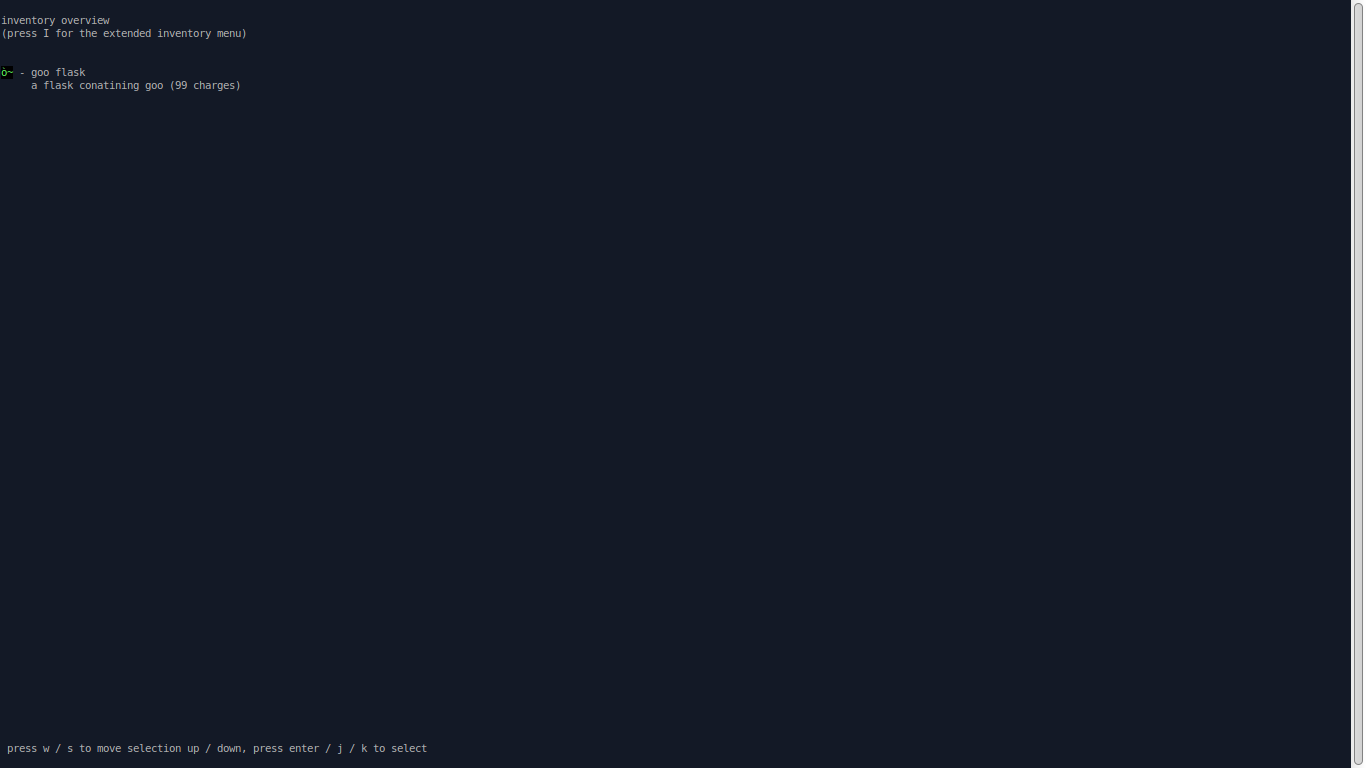 inventory overview
(press I for the extended inventory menu)
ò~ - goo flask
a flask conatining goo (99 charges)
press w / s to move selection up / down, press enter / j / k to select